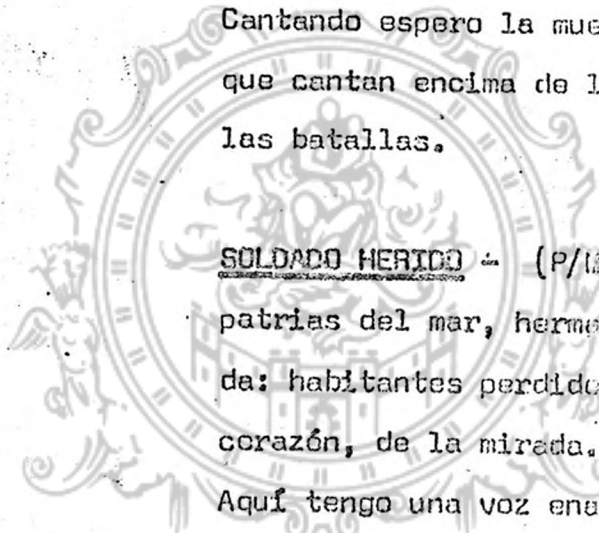 Cantando espero la mue
que cantan encima de l
las batallas.
SOLDADO HERIDO - (P/
patrias del mar, herma
da: habitantes perdido
corazón, de la mirada.
Aquí tengo una voz ena